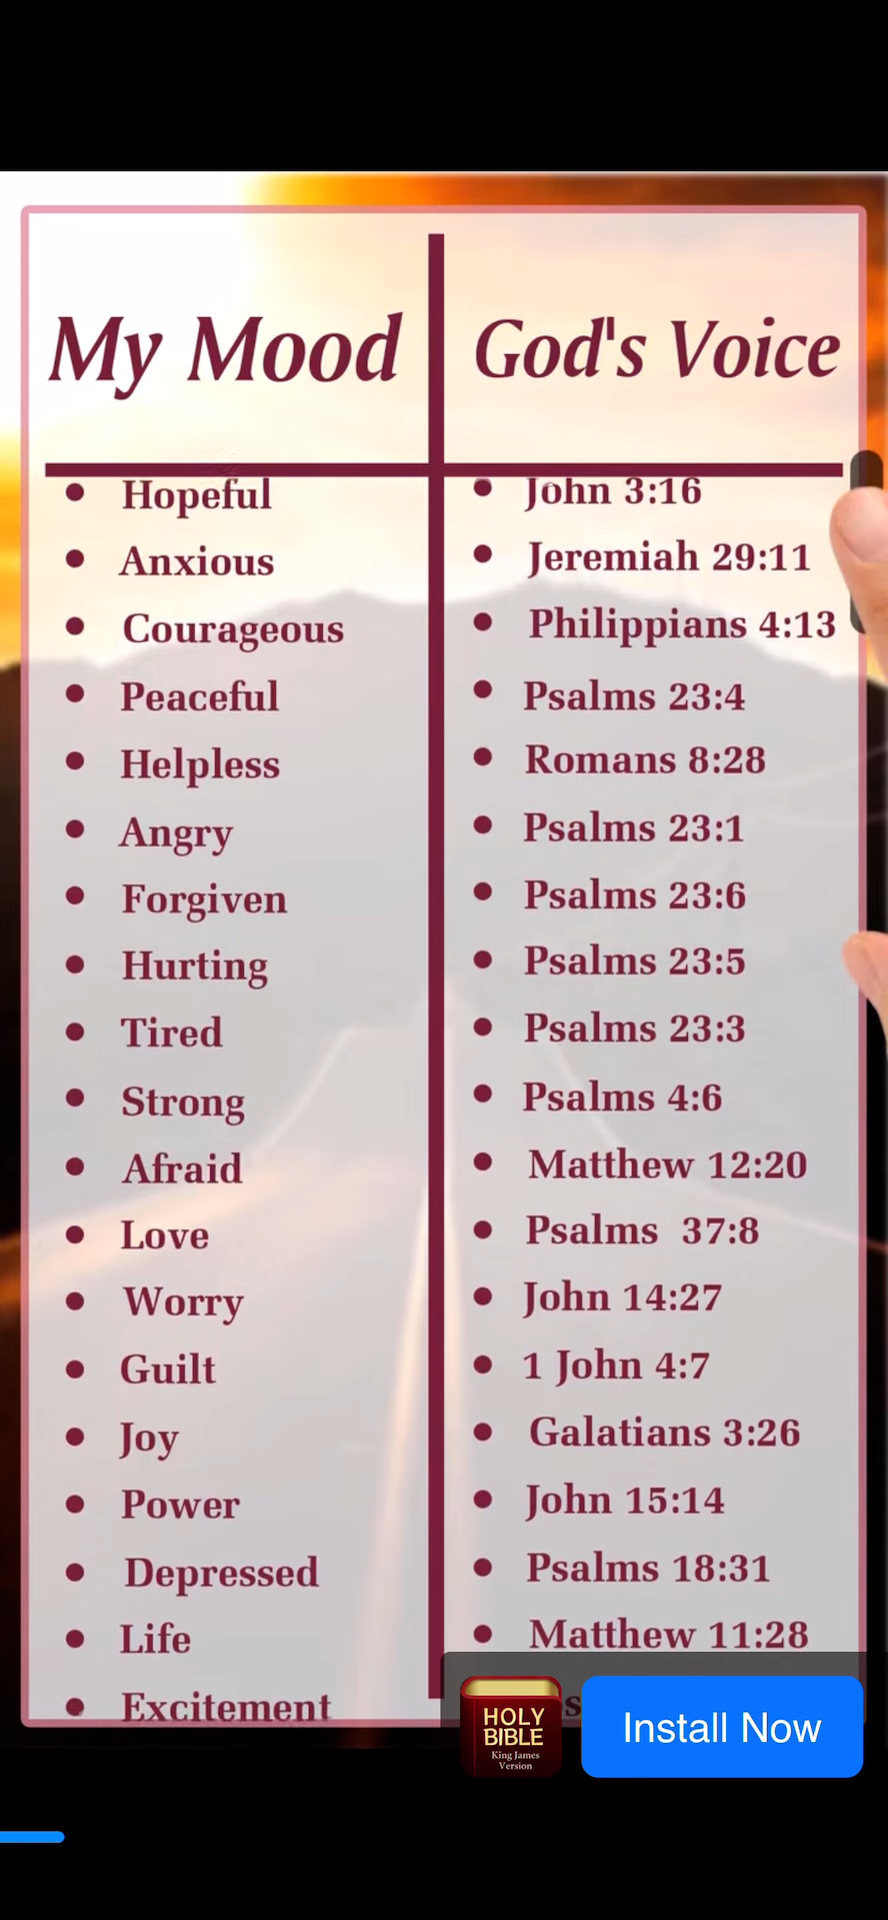 My Mood
God's Voice
Hopeful
John 3:16
Anxious
Jeremiah 29:11
Courageous
Philippians 4:13
Peaceful
Psalms 23:4
Helpless
Romans 8:28
Angry
Psalms 23:1
Forgiven
Psalms 23:6
Hurting
Psalms 23:5
Tired
Psalms 23:3
Strong
Psalms 4:6
Afraid
Matthew 12:20
Love
Psalms 37:8
Worry
John 14:27
Guilt
1 John 4:7
Joy
Galatians 3:26
Power
John 15:14
Depressed
Psalms 18:31
Life
Matthew 11:28
Excitement
HOLY
BIBLE
King James
Version
Install Now